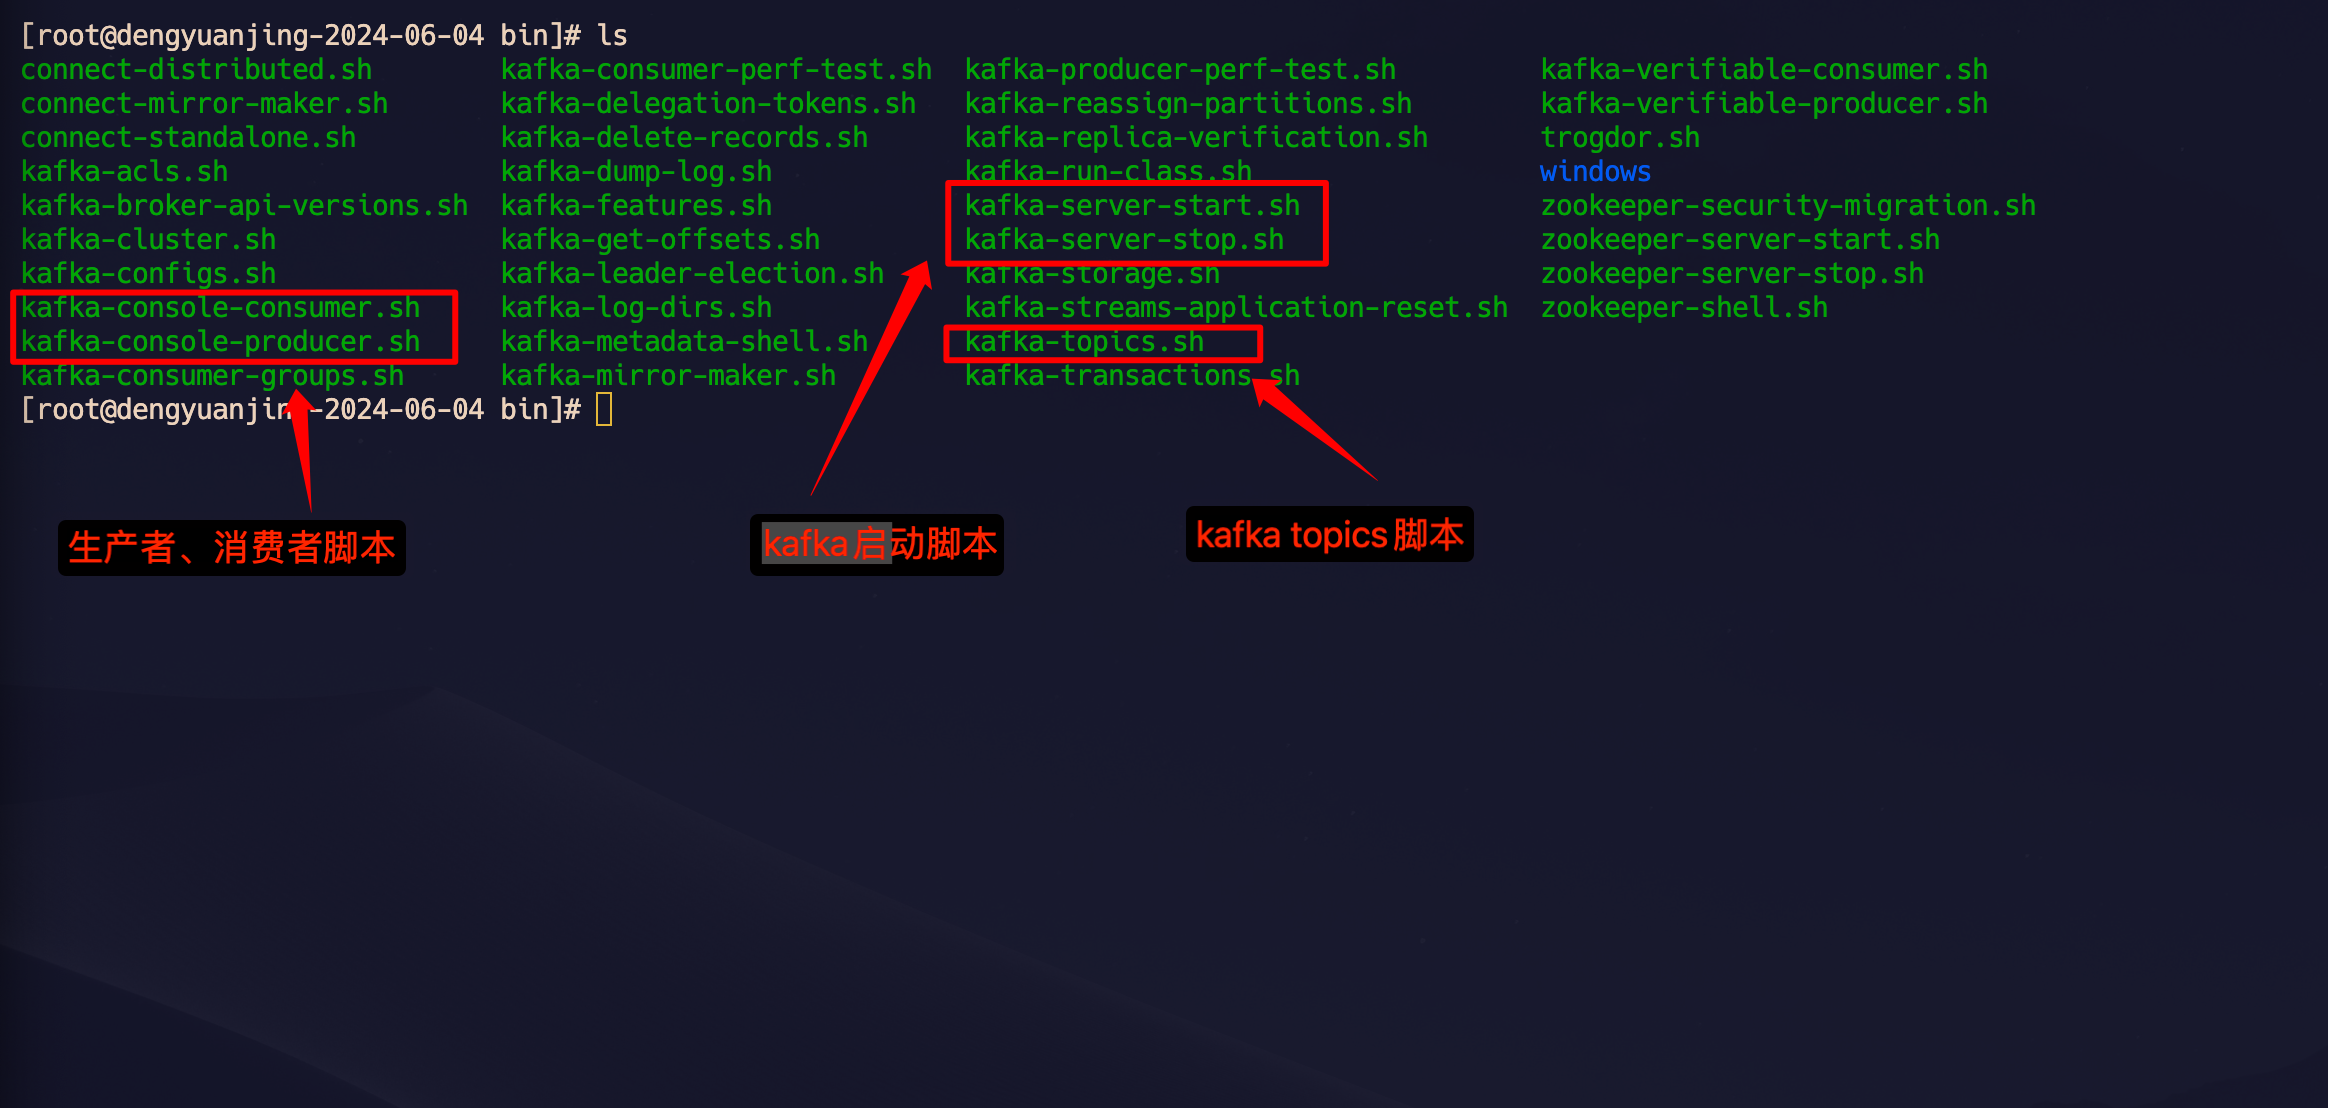 [root@dengyuanjing-2024-06-04 bin]# ls
connect-distributed.sh kafka-consumer-perf-test.sh kafka-producer-perf-test.sh kafka-verifiable-consumer.sh
connect-mirror-maker.sh kafka-delegation-tokens.sh kafka-reassign-partitions.sh kafka-verifiable-producer.sh
connect-standalone.sh kafka-delete-records.sh kafka-replica-verification.sh trogdor.sh
kafka-acls.sh kafka-dump-log.sh kafka-run-class.sh windows
kafka-broker-api-versions.sh kafka-features.sh kafka-server-start.sh zookeeper-security-migration.sh
kafka-cluster.sh kafka-get-offsets.sh kafka-server-stop.sh zookeeper-server-start.sh
kafka-configs.sh kafka-leader-election.sh kafka-storage.sh zookeeper-server-stop.sh
kafka-console-consumer.sh kafka-log-dirs.sh kafka-streams-application-reset.sh zookeeper-shell.sh
kafka-console-producer.sh kafka-metadata-shell.sh kafka-topics.sh
kafka-consumer-groups.sh kafka-mirror-maker.sh kafka-transactions.sh
[root@dengyuanjing-2024-06-04 bin]#
生产者、消费者脚本
kafka启动脚本
kafka topics脚本